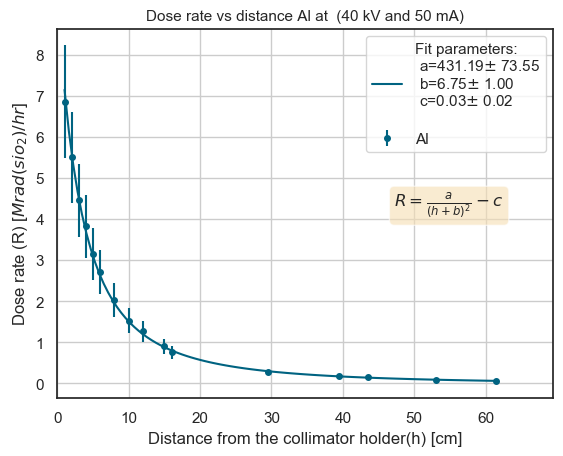 Dose rate vs distance Al at (40 kV and 50 mA)
Dose rate (R) [Mrad(sio₂)/hr]
8
7
6
5
4
3
2
1
0
Fit parameters:
a=431.19± 73.55
b=6.75± 1.00
c=0.03± 0.02
Al
R = a/(h+b)² − c
0 10 20 30 40 50 60
Distance from the collimator holder(h) [cm]